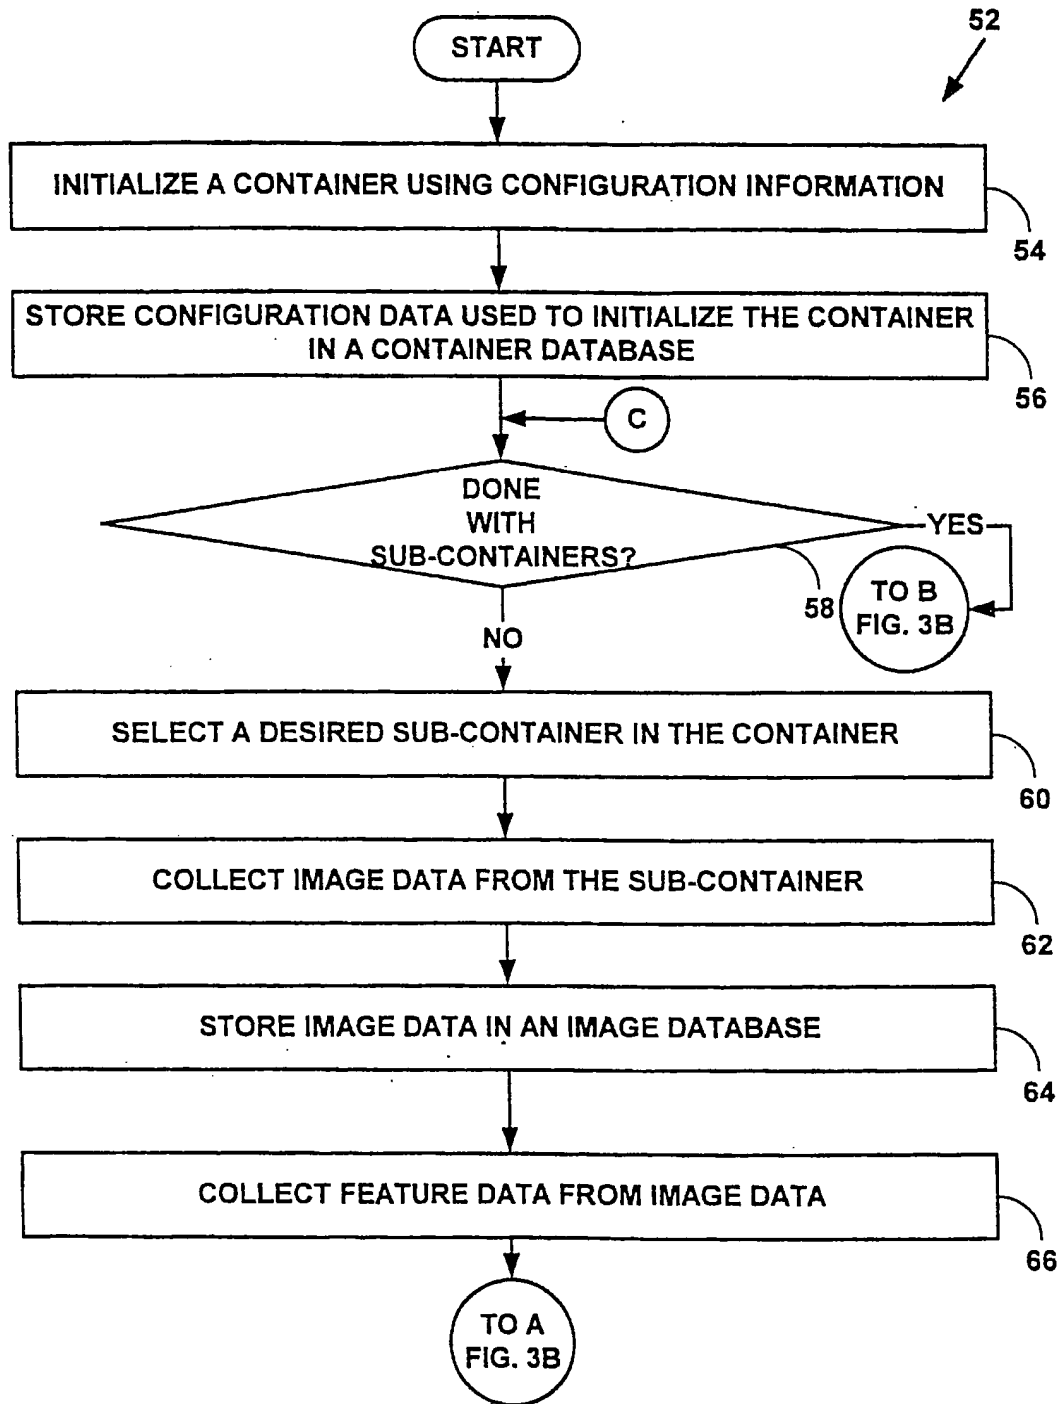 52
START
INITIALIZE A CONTAINER USING CONFIGURATION INFORMATION
54
STORE CONFIGURATION DATA USED TO INITIALIZE THE CONTAINER
IN A CONTAINER DATABASE
56
C
DONE
WITH
SUB-CONTAINERS?
YES
58
TO B
FIG. 3B
NO
SELECT A DESIRED SUB-CONTAINER IN THE CONTAINER
60
COLLECT IMAGE DATA FROM THE SUB-CONTAINER
62
STORE IMAGE DATA IN AN IMAGE DATABASE
64
COLLECT FEATURE DATA FROM IMAGE DATA
66
TO A
FIG. 3B